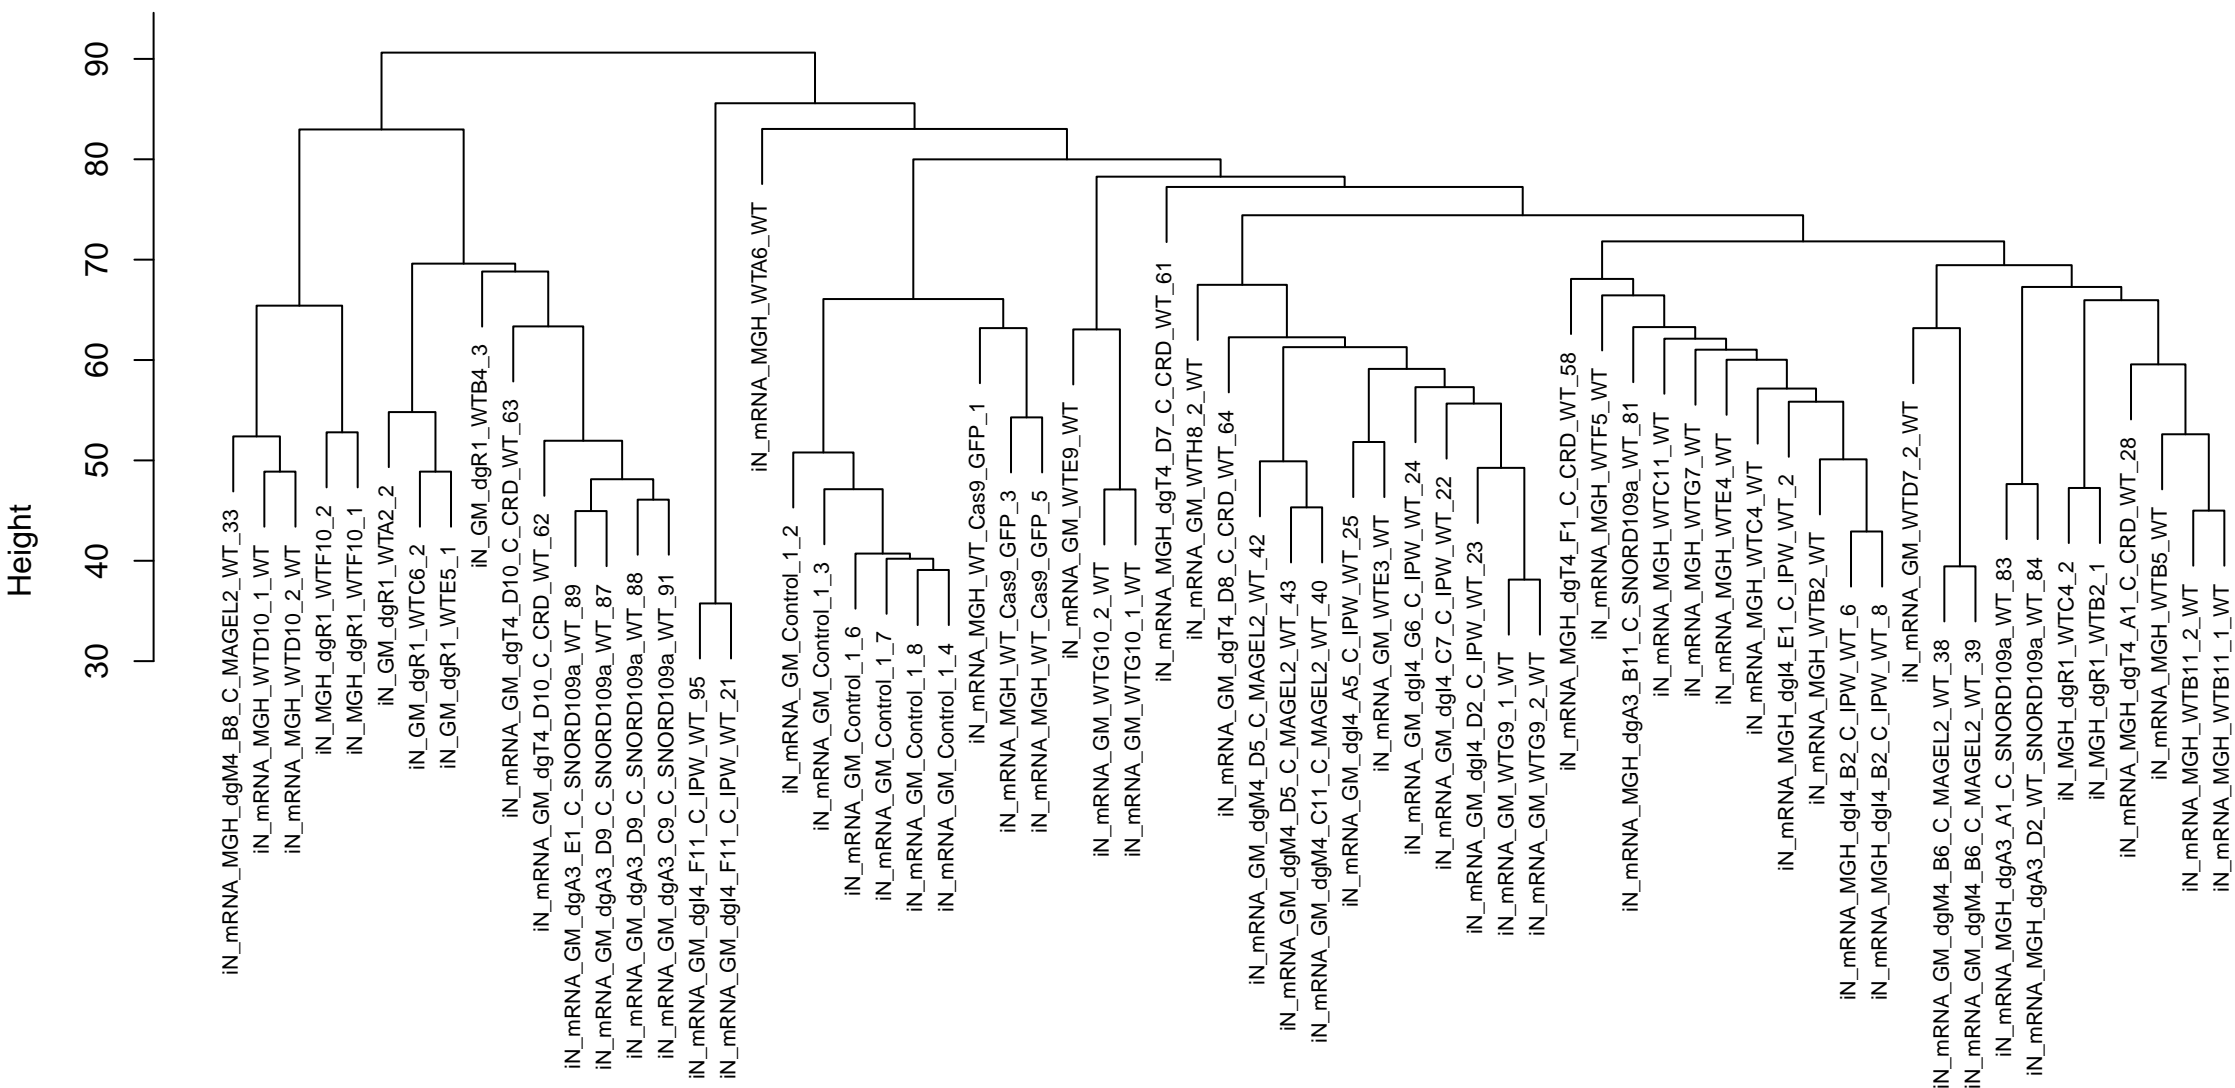 Height
90
80
70
60
50
40
30
iN_mRNA_MGH_dgM4_B8_C_MAGEL2_WT_33
iN_mRNA_MGH_WTD10_1_WT
iN_mRNA_MGH_WTD10_2_WT
iN_MGH_dgR1_WTF10_2
iN_MGH_dgR1_WTF10_1
iN_GM_dgR1_WTA2_2
iN_GM_dgR1_WTC6_2
iN_GM_dgR1_WTE5_1
iN_GM_dgR1_WTB4_3
iN_mRNA_GM_dgT4_D10_C_CRD_WT_63
iN_mRNA_GM_dgT4_D10_C_CRD_WT_62
iN_mRNA_GM_dgA3_E1_C_SNORD109a_WT_89
iN_mRNA_GM_dgA3_D9_C_SNORD109a_WT_87
iN_mRNA_GM_dgA3_D9_C_SNORD109a_WT_88
iN_mRNA_GM_dgA3_C9_C_SNORD109a_WT_91
iN_mRNA_GM_dgI4_F11_C_IPW_WT_95
iN_mRNA_GM_dgI4_F11_C_IPW_WT_21
iN_mRNA_MGH_WTA6_WT
iN_mRNA_GM_Control_1_2
iN_mRNA_GM_Control_1_3
iN_mRNA_GM_Control_1_6
iN_mRNA_GM_Control_1_7
iN_mRNA_GM_Control_1_8
iN_mRNA_GM_Control_1_4
iN_mRNA_MGH_WT_Cas9_GFP_1
iN_mRNA_MGH_WT_Cas9_GFP_3
iN_mRNA_MGH_WT_Cas9_GFP_5
iN_mRNA_GM_WTE9_WT
iN_mRNA_GM_WTG10_2_WT
iN_mRNA_GM_WTG10_1_WT
iN_mRNA_MGH_dgT4_D7_C_CRD_WT_61
iN_mRNA_GM_WTH8_2_WT
iN_mRNA_GM_dgT4_D8_C_CRD_WT_64
iN_mRNA_GM_dgM4_D5_C_MAGEL2_WT_42
iN_mRNA_GM_dgM4_D5_C_MAGEL2_WT_43
iN_mRNA_GM_dgM4_C11_C_MAGEL2_WT_40
iN_mRNA_GM_dgI4_A5_C_IPW_WT_25
iN_mRNA_GM_WTE3_WT
iN_mRNA_GM_dgI4_G6_C_IPW_WT_24
iN_mRNA_GM_dgI4_C7_C_IPW_WT_22
iN_mRNA_GM_dgI4_D2_C_IPW_WT_23
iN_mRNA_GM_WTG9_1_WT
iN_mRNA_GM_WTG9_2_WT
iN_mRNA_MGH_dgT4_F1_C_CRD_WT_58
iN_mRNA_MGH_WTF5_WT
iN_mRNA_MGH_dgA3_B11_C_SNORD109a_WT_81
iN_mRNA_MGH_WTC11_WT
iN_mRNA_MGH_WTG7_WT
iN_mRNA_MGH_WTE4_WT
iN_mRNA_MGH_WTC4_WT
iN_mRNA_MGH_dgI4_E1_C_IPW_WT_2
iN_mRNA_MGH_WTB2_WT
iN_mRNA_MGH_dgI4_B2_C_IPW_WT_6
iN_mRNA_MGH_dgI4_B2_C_IPW_WT_8
iN_mRNA_GM_WTD7_2_WT
iN_mRNA_GM_dgM4_B6_C_MAGEL2_WT_38
iN_mRNA_GM_dgM4_B6_C_MAGEL2_WT_39
iN_mRNA_MGH_dgA3_A1_C_SNORD109a_WT_83
iN_mRNA_MGH_dgA3_D2_WT_SNORD109a_WT_84
iN_MGH_dgR1_WTC4_2
iN_MGH_dgR1_WTB2_1
iN_mRNA_MGH_dgT4_A1_C_CRD_WT_28
iN_mRNA_MGH_WTB5_WT
iN_mRNA_MGH_WTB11_2_WT
iN_mRNA_MGH_WTB11_1_WT